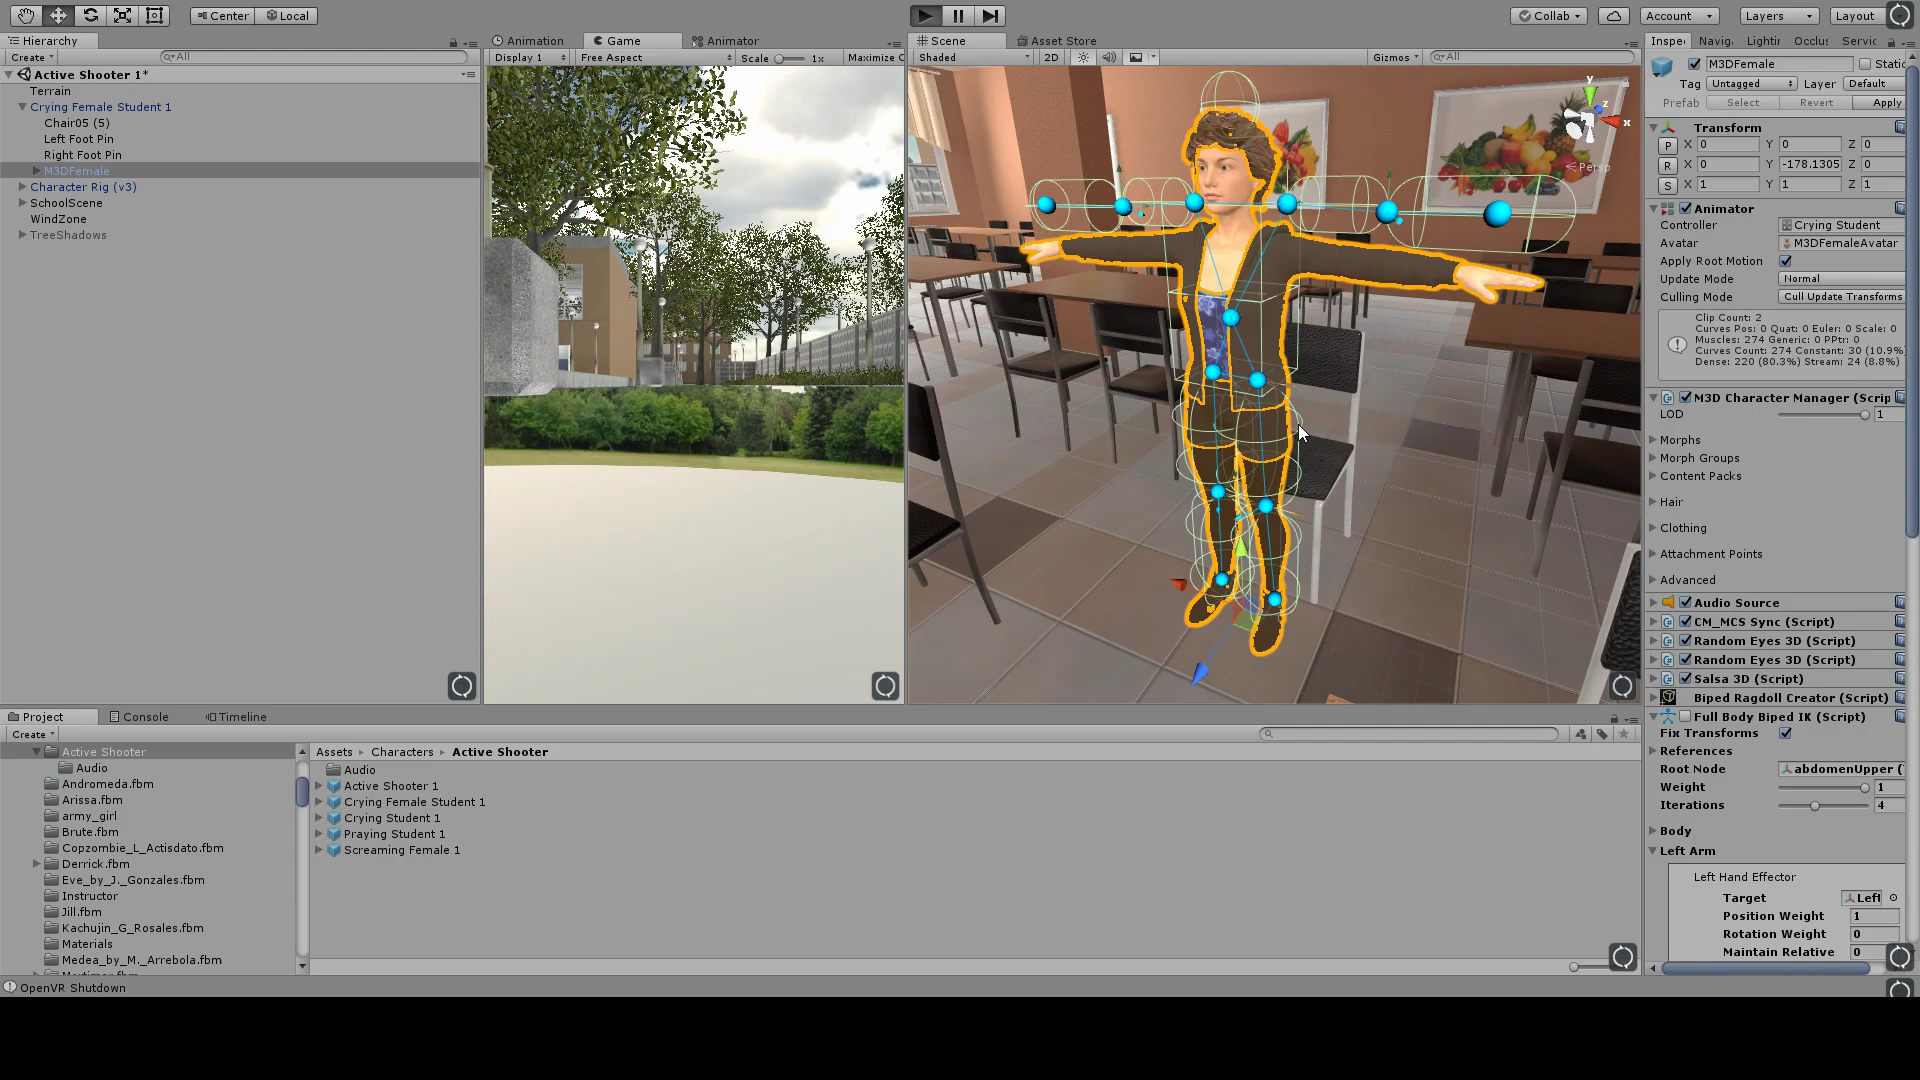 Center
Local
Collab
Account
Layers
Layout
Hierarchy
Create
All
Active Shooter 1*
Terrain
Crying Female Student 1
Chair05 (5)
Left Foot Pin
Right Foot Pin
M3DFemale
Character Rig (v3)
SchoolScene
WindZone
TreeShadows
Animation
Game
Animator
Display 1
Free Aspect
Scale
1x
Maximize
Scene
Asset Store
Shaded
2D
Gizmos
All
y
z
x
Persp
Inspe
Navig
Lightin
Occlus
Servic
M3DFemale
Static
Tag
Untagged
Layer
Default
Prefab
Select
Revert
Apply
Transform
P X 0 Y 0 Z 0
R X 0 Y -178.1305 Z 0
S X 1 Y 1 Z 1
Animator
Controller
Crying Student
Avatar
M3DFemaleAvatar
Apply Root Motion
Update Mode
Normal
Culling Mode
Cull Update Transforms
Clip Count: 2
Curves Pos: 0 Quat: 0 Euler: 0 Scale: 0
Muscles: 274 Generic: 0 PPtr: 0
Curves Count: 274 Constant: 30 (10.9%)
Dense: 220 (80.3%) Stream: 24 (8.8%)
M3D Character Manager (Scrip
LOD
1
Morphs
Morph Groups
Content Packs
Hair
Clothing
Attachment Points
Advanced
Audio Source
CM_MCS Sync (Script)
Random Eyes 3D (Script)
Random Eyes 3D (Script)
Salsa 3D (Script)
Biped Ragdoll Creator (Script)
Full Body Biped IK (Script)
Fix Transforms
References
Root Node
abdomenUpper (
Weight
1
Iterations
4
Body
Left Arm
Left Hand Effector
Target
Left
Position Weight
1
Rotation Weight
0
Maintain Relative
0
Project
Console
Timeline
Create
Active Shooter
Audio
Andromeda.fbm
Arissa.fbm
army_girl
Brute.fbm
Copzombie_L_Actisdato.fbm
Derrick.fbm
Eve_by_J._Gonzales.fbm
Instructor
Jill.fbm
Kachujin_G_Rosales.fbm
Materials
Medea_by_M._Arrebola.fbm
Assets
Characters
Active Shooter
Audio
Active Shooter 1
Crying Female Student 1
Crying Student 1
Praying Student 1
Screaming Female 1
OpenVR Shutdown